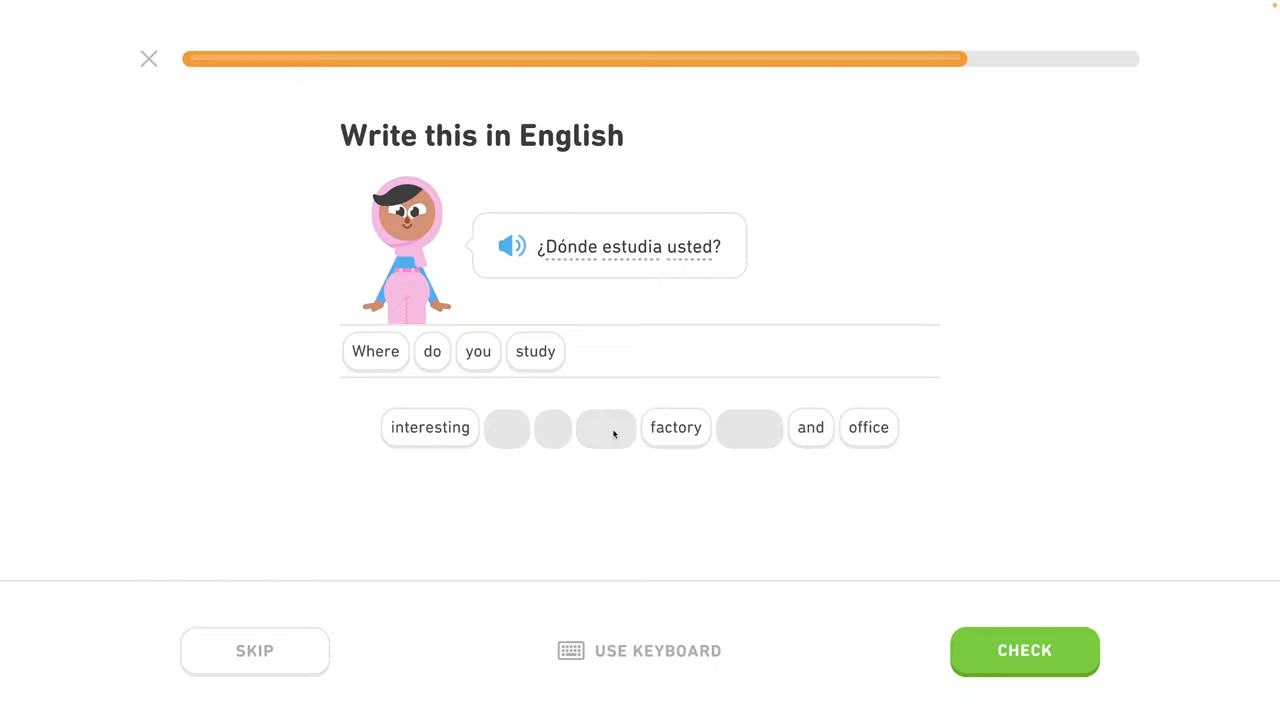 Write this in English
¿Dónde estudia usted?
Where do you study
interesting factory and office
SKIP USE KEYBOARD CHECK